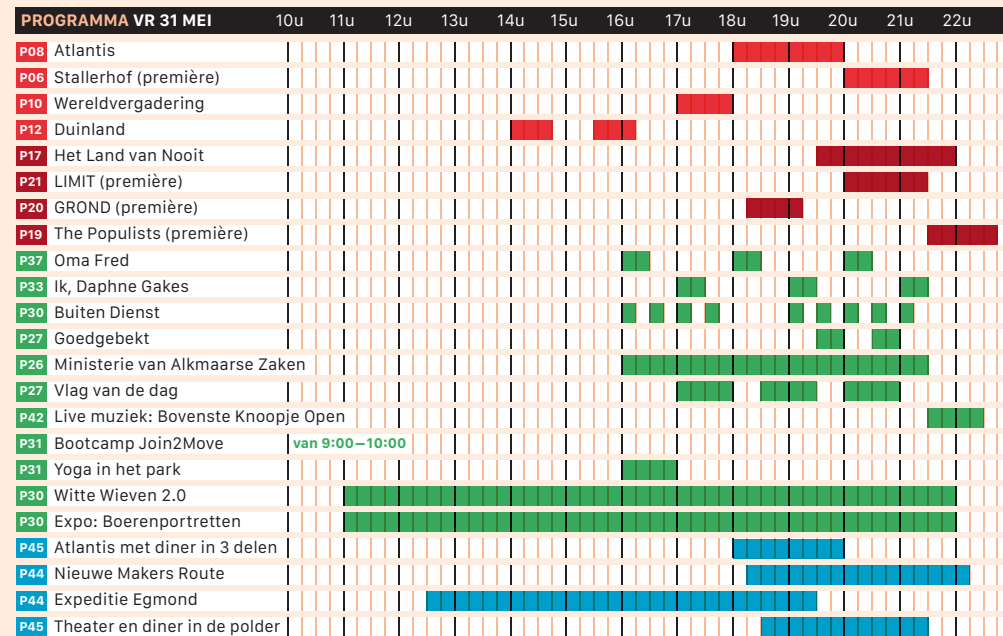 PROGRAMMA VR 31 MEI 10u 11u 12u 13u 14u 15u 16u 17u 18u 19u 20u 21u 22u
P08 Atlantis
P06 Stallerhof (première)
P10 Wereldvergadering
P12 Duinland
P17 Het Land van Nooit
P21 LIMIT (première)
P20 GROND (première)
P19 The Populists (première)
P37 Oma Fred
P33 Ik, Daphne Gakes
P30 Buiten Dienst
P27 Goedgebekt
P26 Ministerie van Alkmaarse Zaken
P27 Vlag van de dag
P42 Live muziek: Bovenste Knoopje Open
P31 Bootcamp Join2Move van 9:00–10:00
P31 Yoga in het park
P30 Witte Wieven 2.0
P30 Expo: Boerenportretten
P45 Atlantis met diner in 3 delen
P44 Nieuwe Makers Route
P44 Expeditie Egmond
P45 Theater en diner in de polder